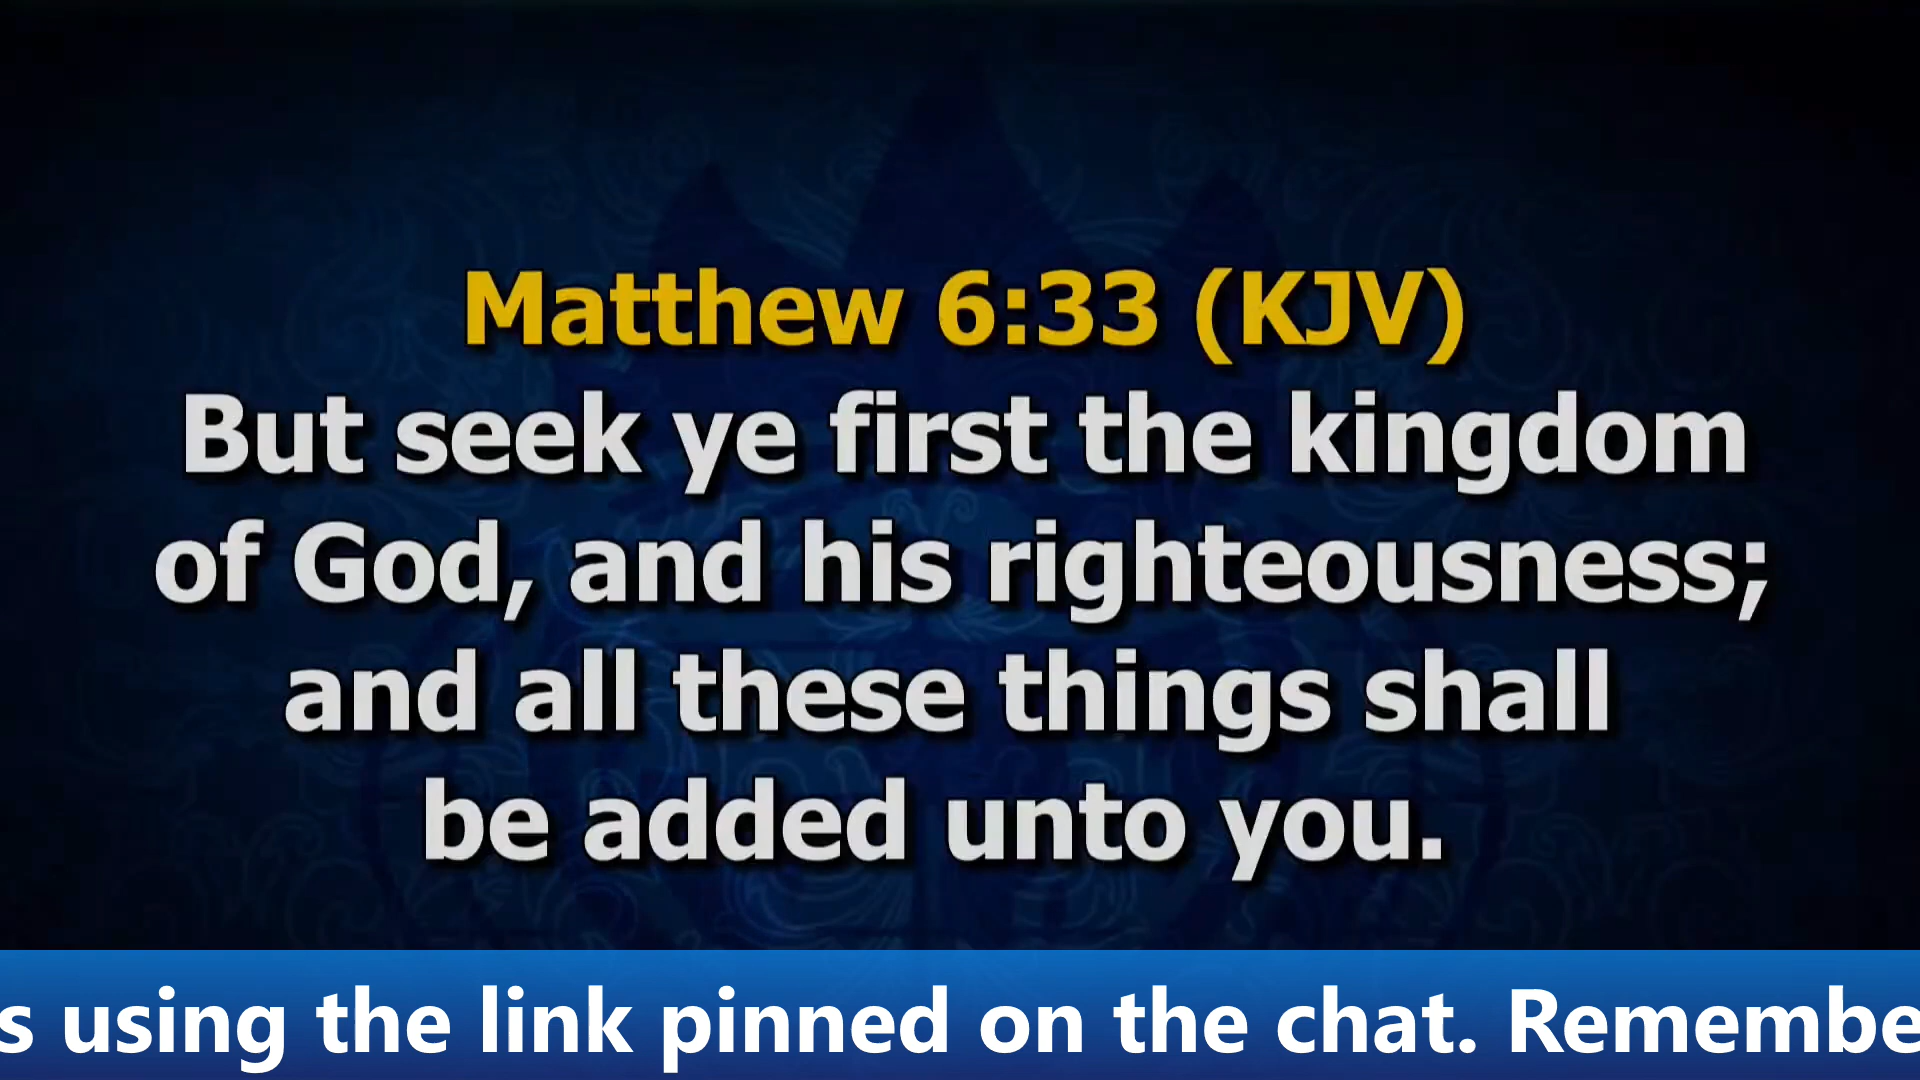 Matthew 6:33 (KJV)
But seek ye first the kingdom
of God, and his righteousness;
and all these things shall
be added unto you.
s using the link pinned on the chat. Remembe